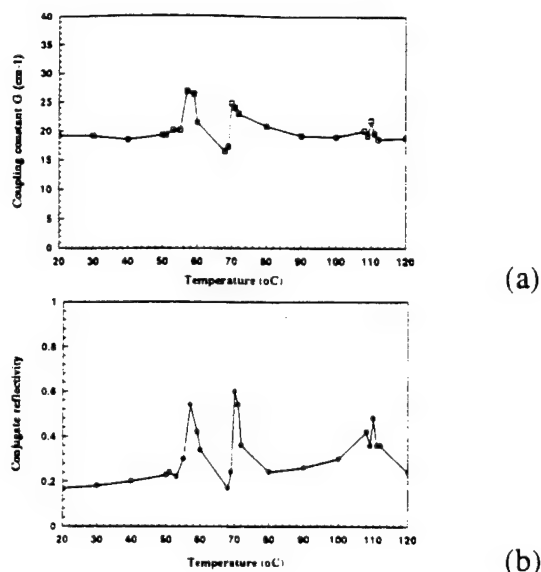 40
35
30
25
20
15
10
5
0
Coupling constant G (cm-1)
20 30 40 50 60 70 80 90 100 110 120
Temperature (oC)
(a)
1
0.8
0.6
0.4
0.2
0
Conjugate reflectivity
20 30 40 50 60 70 80 90 100 110 120
Temperature (oC)
(b)